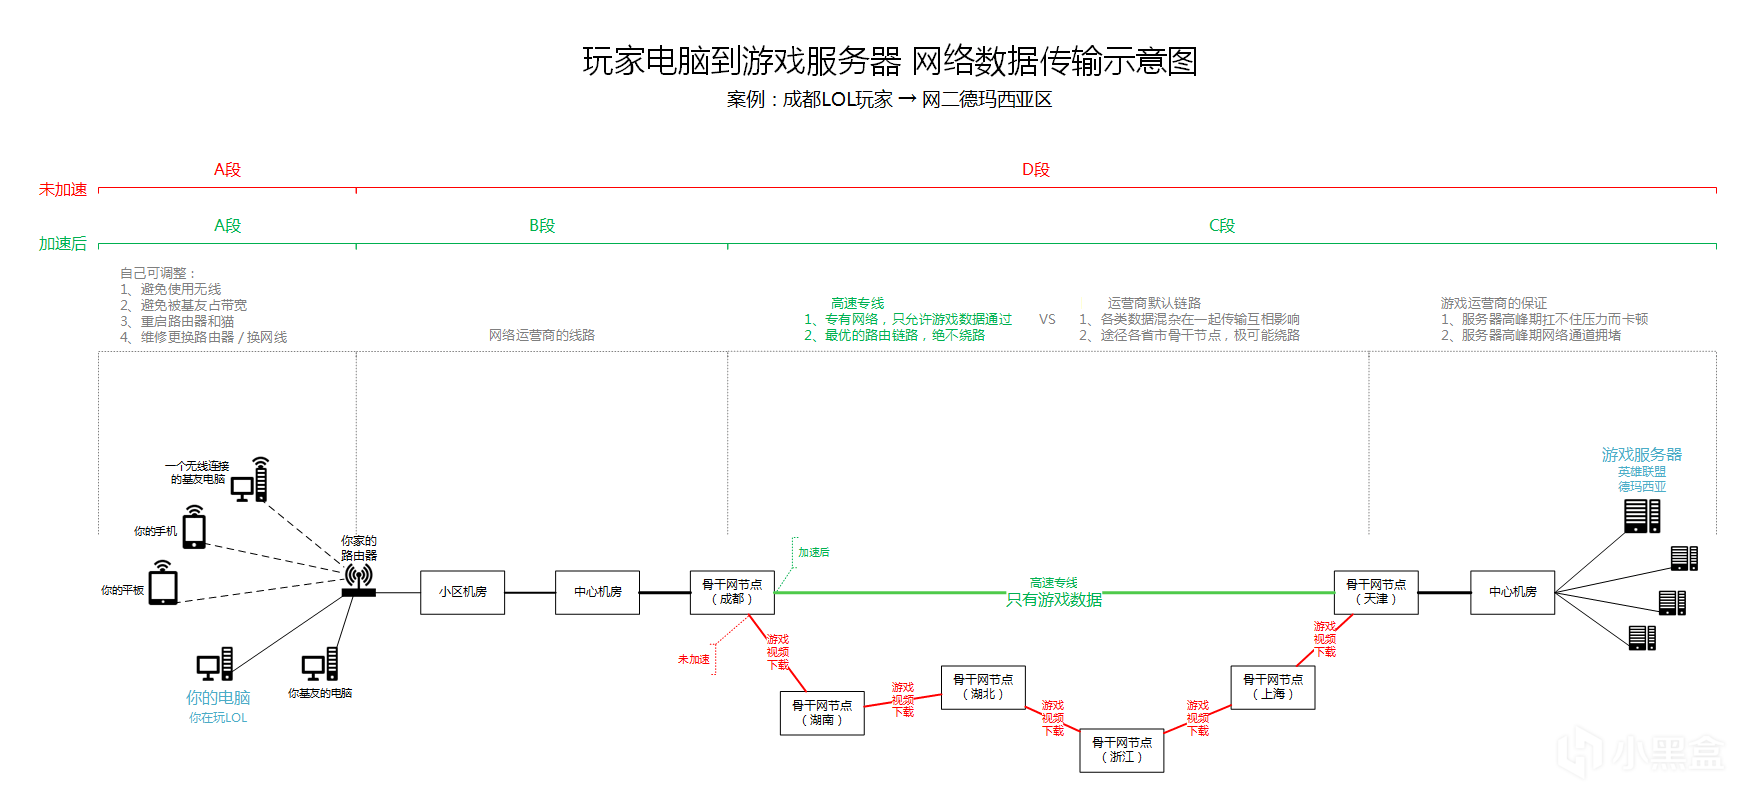 玩家电脑到游戏服务器 网络数据传输示意图
案例：成都LOL玩家 → 网二德玛西亚区
A段
D段
未加速
A段
B段
C段
加速后
自己可调整：
1、避免使用无线
2、避免被基友占带宽
3、重启路由器和猫
4、维修更换路由器 / 换网线
网络运营商的线路
高速专线
1、专有网络，只允许游戏数据通过
2、最优的路由链路，绝不绕路
VS
运营商默认链路
1、各类数据混杂在一起传输互相影响
2、途径各省市骨干节点，极可能绕路
游戏运营商的保证
1、服务器高峰期扛不住压力而卡顿
2、服务器高峰期网络通道拥堵
一个无线连接
的基友电脑
你的手机
你的平板
你家的
路由器
你的电脑
你在玩LOL
你基友的电脑
小区机房
中心机房
骨干网节点
（成都）
加速后
未加速
高速专线
只有游戏数据
骨干网节点
（天津）
中心机房
游戏服务器
英雄联盟
德玛西亚
游戏
视频
下载
骨干网节点
（湖南）
游戏
视频
下载
骨干网节点
（湖北）
游戏
视频
下载
骨干网节点
（浙江）
游戏
视频
下载
骨干网节点
（上海）
游戏
视频
下载
小黑盒